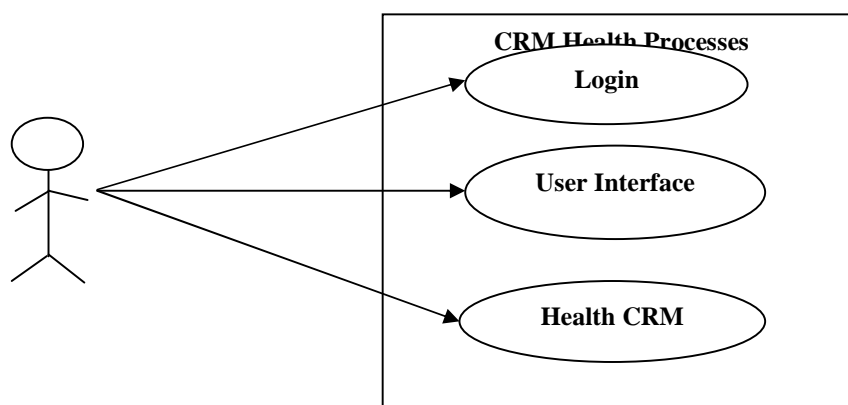 CRM Health Processes
Login
User Interface
Health CRM